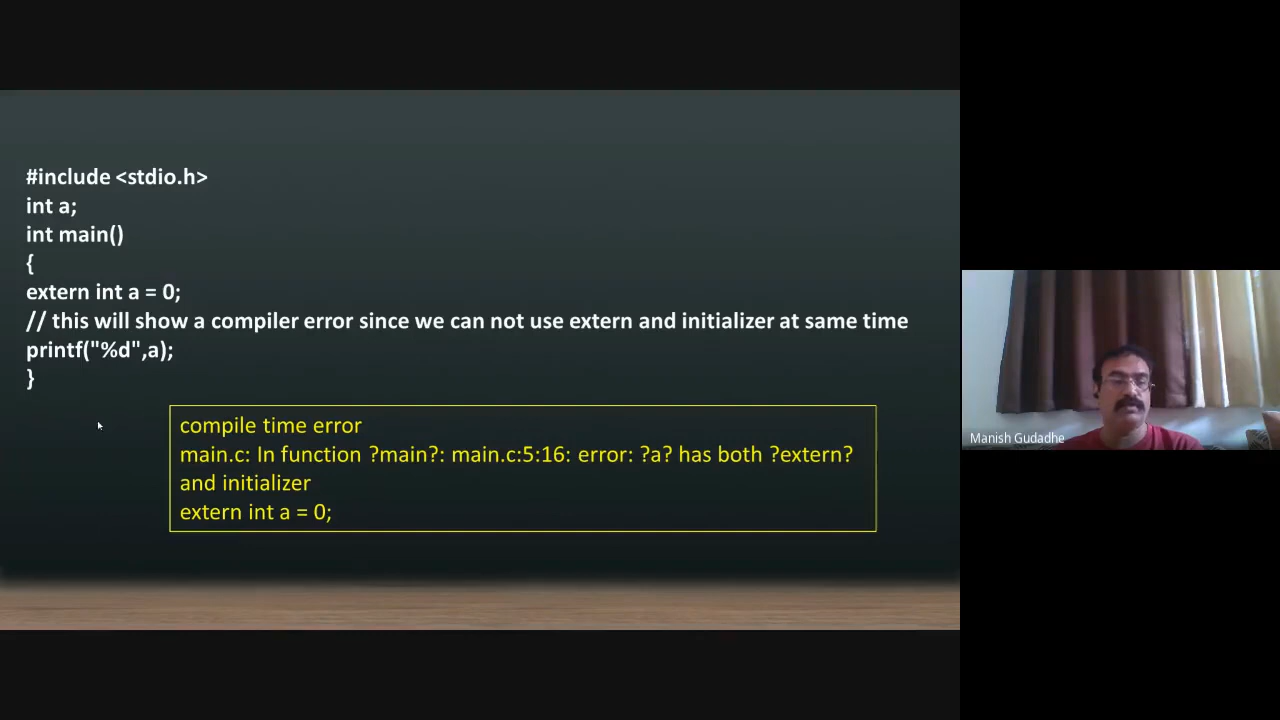 #include <stdio.h>
int a;
int main()
{
extern int a = 0;
// this will show a compiler error since we can not use extern and initializer at same time
printf("%d",a);
}
compile time error
main.c: In function ?main?: main.c:5:16: error: ?a? has both ?extern?
and initializer
extern int a = 0;
Manish Gudadhe